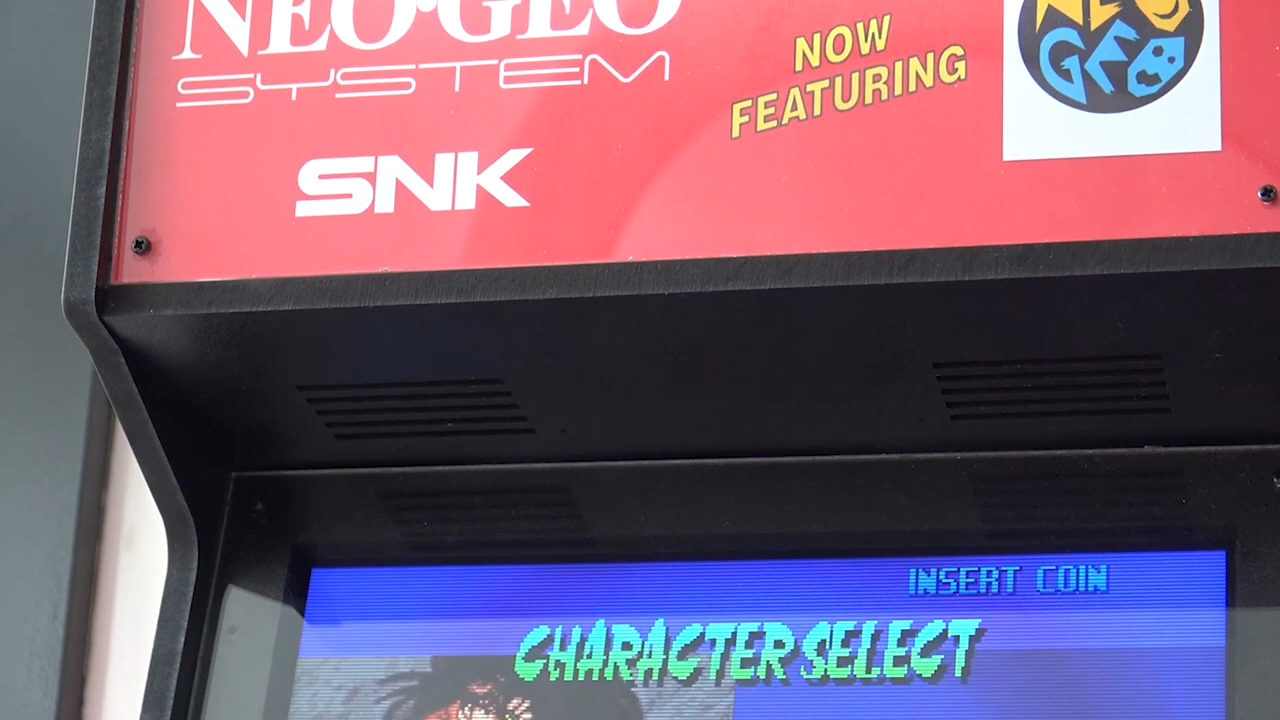 NEO·GEO
SYSTEM
SNK
NOW
FEATURING
NEO
GEO
INSERT COIN
CHARACTER SELECT